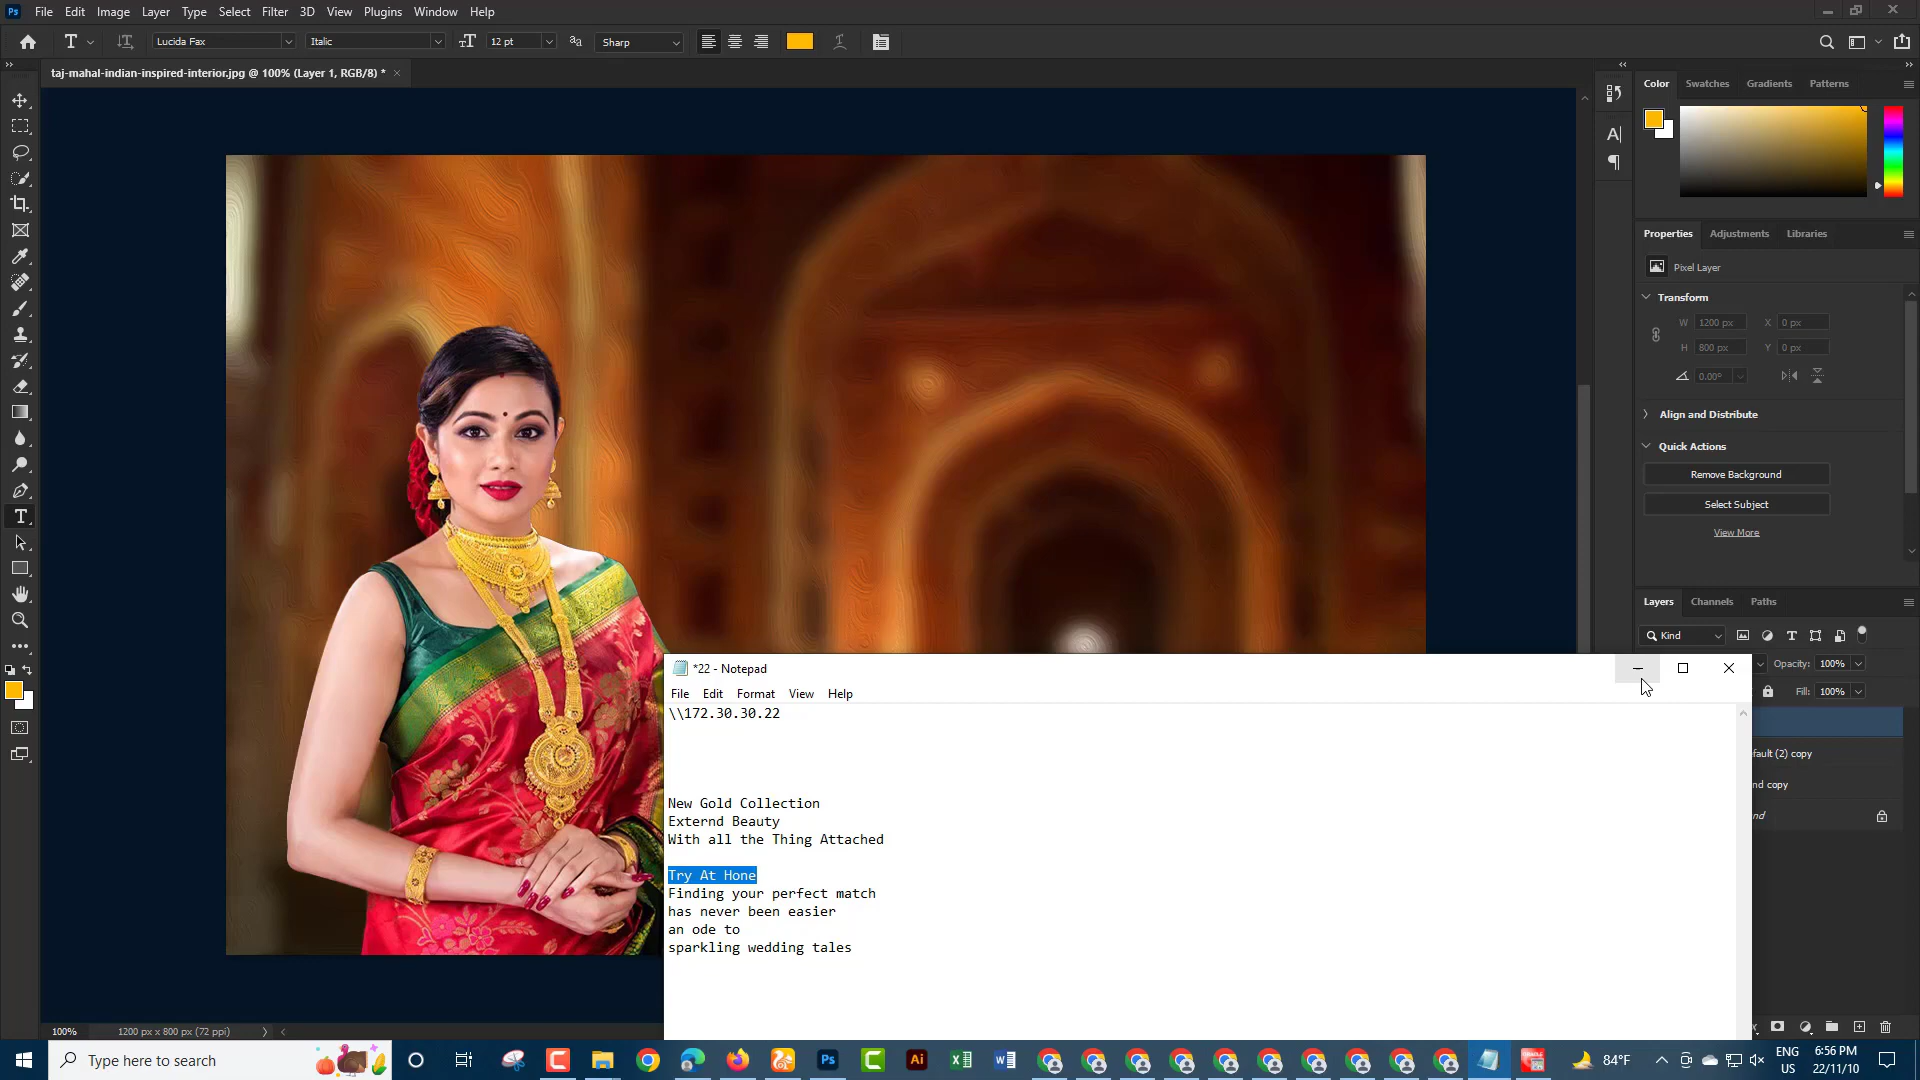 Ps File Edit Image Layer Type Select Filter 3D View Plugins Window Help
T Lucida Fax Italic 12 pt Sharp
taj-mahal-indian-inspired-interior.jpg @ 100% (Layer 1, RGB/8) *
Color Swatches Gradients Patterns
Properties Adjustments Libraries
Pixel Layer
Transform
W 1200 px X 0 px
H 800 px Y 0 px
0.00°
Align and Distribute
Quick Actions
Remove Background
Select Subject
View More
Layers Channels Paths
Kind
Opacity: 100%
Fill: 100%
fault (2) copy
nd copy
nd
*22 - Notepad
File Edit Format View Help
\\172.30.30.22
New Gold Collection
Externd Beauty
With all the Thing Attached
Try At Hone
Finding your perfect match
has never been easier
an ode to
sparkling wedding tales
100% 1200 px x 800 px (72 ppi)
Type here to search
Ps
Ai
84°F
ENG
US
6:56 PM
22/11/10